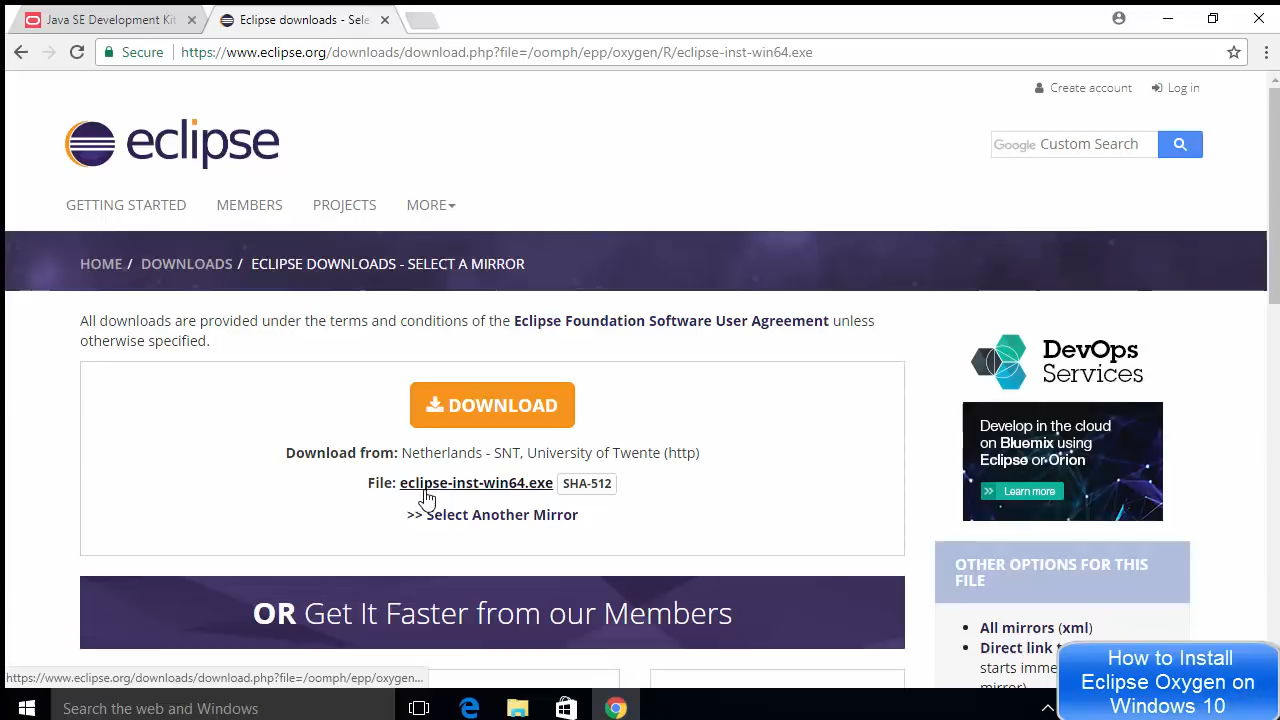 Java SE Development Kit
Eclipse downloads - Sele
Secure
https://www.eclipse.org/downloads/download.php?file=/oomph/epp/oxygen/R/eclipse-inst-win64.exe
Create account
Log in
eclipse
Google Custom Search
GETTING STARTED
MEMBERS
PROJECTS
MORE
HOME / DOWNLOADS / ECLIPSE DOWNLOADS - SELECT A MIRROR
All downloads are provided under the terms and conditions of the Eclipse Foundation Software User Agreement unless
otherwise specified.
DOWNLOAD
Download from: Netherlands - SNT, University of Twente (http)
File: eclipse-inst-win64.exe SHA-512
>> Select Another Mirror
OR Get It Faster from our Members
DevOps
Services
Develop in the cloud
on Bluemix using
Eclipse or Orion
>> Learn more
OTHER OPTIONS FOR THIS
FILE
All mirrors (xml)
Direct link t
starts imme
mirror)
https://www.eclipse.org/downloads/download.php?file=/oomph/epp/oxygen...
How to Install
Eclipse Oxygen on
Windows 10
Search the web and Windows